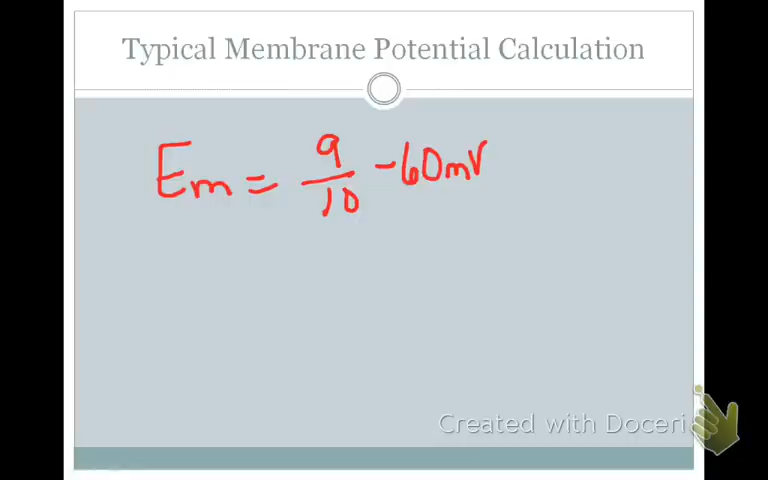 Typical Membrane Potential Calculation
Em = 9/10 -60mV
Created with Doceri